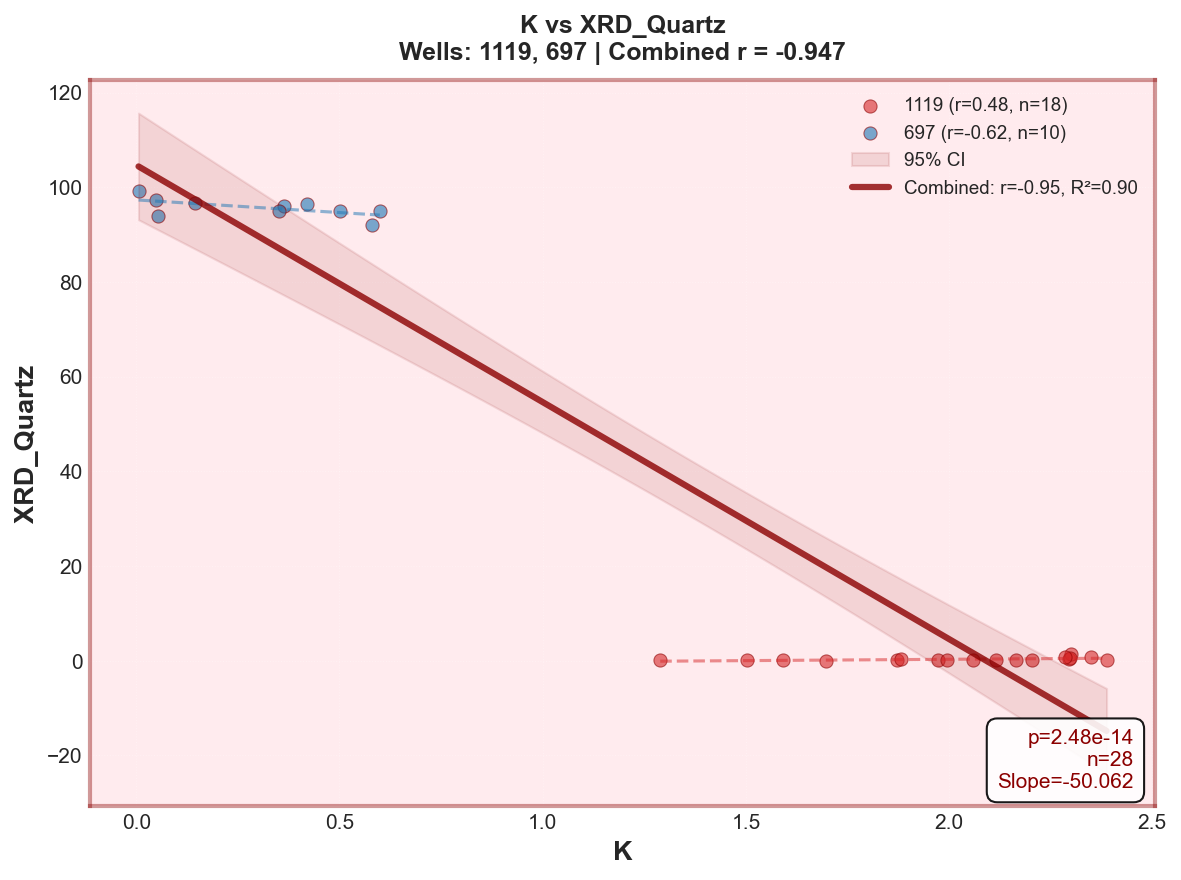 K vs XRD_Quartz
Wells: 1119, 697 | Combined r = -0.947
1119 (r=0.48, n=18)
697 (r=-0.62, n=10)
95% CI
Combined: r=-0.95, R²=0.90
XRD_Quartz
120
100
80
60
40
20
0
−20
p=2.48e-14
n=28
Slope=-50.062
0.0
0.5
1.0
1.5
2.0
2.5
K